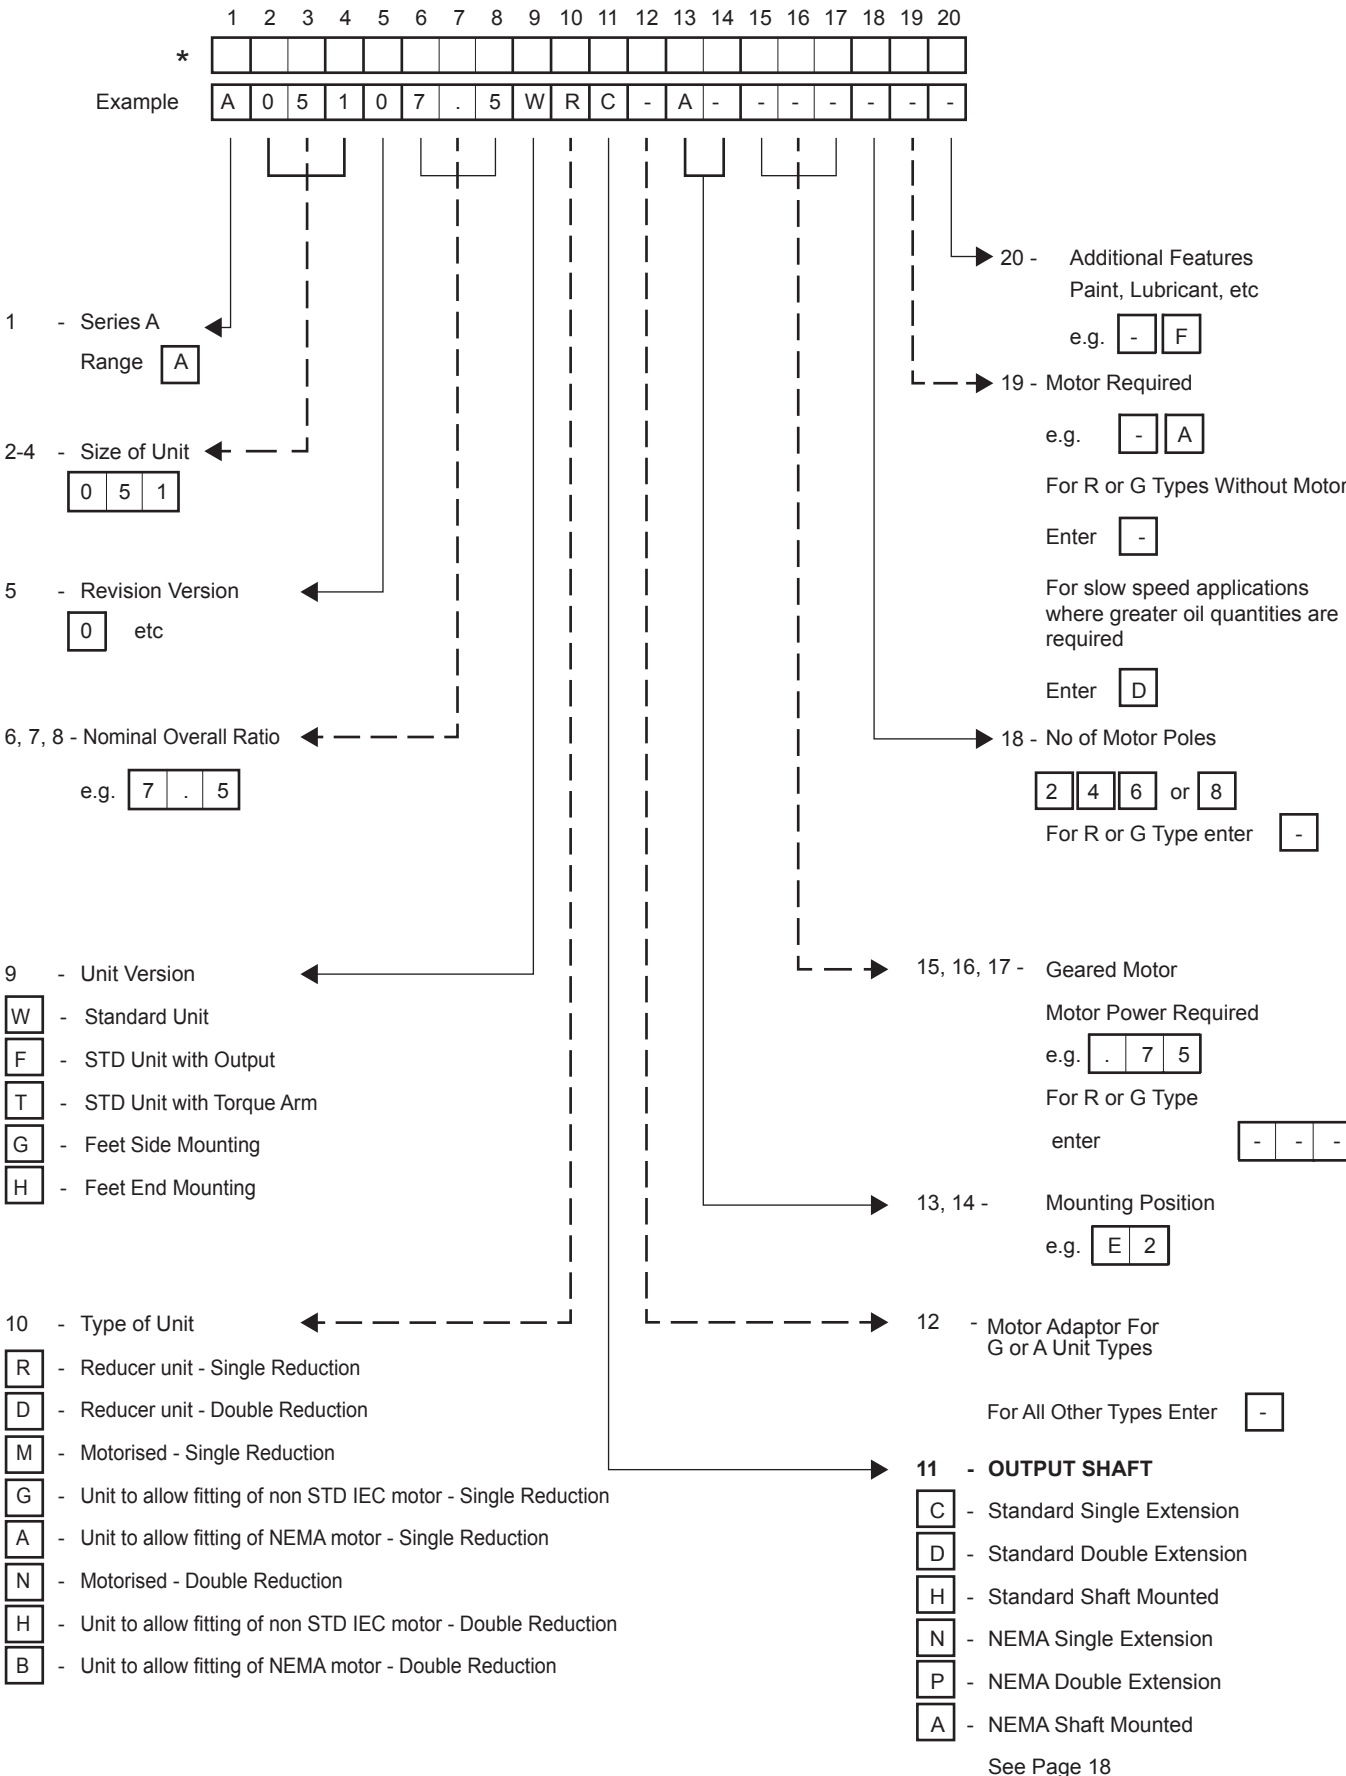 1 2 3 4 5 6 7 8 9 10 11 12 13 14 15 16 17 18 19 20
*
Example A 0 5 1 0 7 . 5 W R C - A - - - - - - -
1 - Series A
Range A
2-4 - Size of Unit
0 5 1
5 - Revision Version
0 etc
6, 7, 8 - Nominal Overall Ratio
e.g. 7 . 5
9 - Unit Version
W - Standard Unit
F - STD Unit with Output
T - STD Unit with Torque Arm
G - Feet Side Mounting
H - Feet End Mounting
10 - Type of Unit
R - Reducer unit - Single Reduction
D - Reducer unit - Double Reduction
M - Motorised - Single Reduction
G - Unit to allow fitting of non STD IEC motor - Single Reduction
A - Unit to allow fitting of NEMA motor - Single Reduction
N - Motorised - Double Reduction
H - Unit to allow fitting of non STD IEC motor - Double Reduction
B - Unit to allow fitting of NEMA motor - Double Reduction
20 - Additional Features
Paint, Lubricant, etc
e.g. - F
19 - Motor Required
e.g. - A
For R or G Types Without Motor
Enter -
For slow speed applications
where greater oil quantities are
required
Enter D
18 - No of Motor Poles
2 4 6 or 8
For R or G Type enter -
15, 16, 17 - Geared Motor
Motor Power Required
e.g. . 7 5
For R or G Type
enter - - -
13, 14 - Mounting Position
e.g. E 2
12 - Motor Adaptor For
G or A Unit Types
For All Other Types Enter -
11 - OUTPUT SHAFT
C - Standard Single Extension
D - Standard Double Extension
H - Standard Shaft Mounted
N - NEMA Single Extension
P - NEMA Double Extension
A - NEMA Shaft Mounted
See Page 18